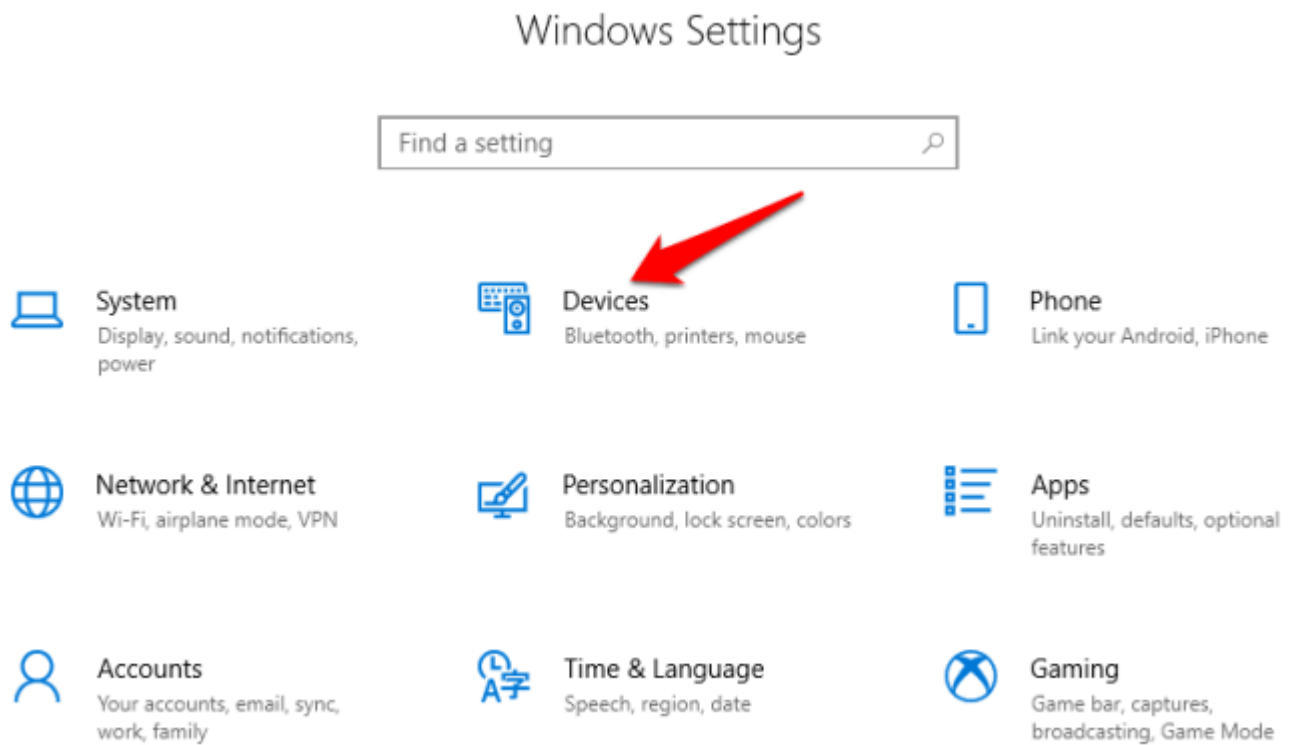 Windows Settings
Find a setting
System
Display, sound, notifications,
power
Devices
Bluetooth, printers, mouse
Phone
Link your Android, iPhone
Network & Internet
Wi-Fi, airplane mode, VPN
Personalization
Background, lock screen, colors
Apps
Uninstall, defaults, optional
features
Accounts
Your accounts, email, sync,
work, family
A字
Time & Language
Speech, region, date
Gaming
Game bar, captures,
broadcasting, Game Mode